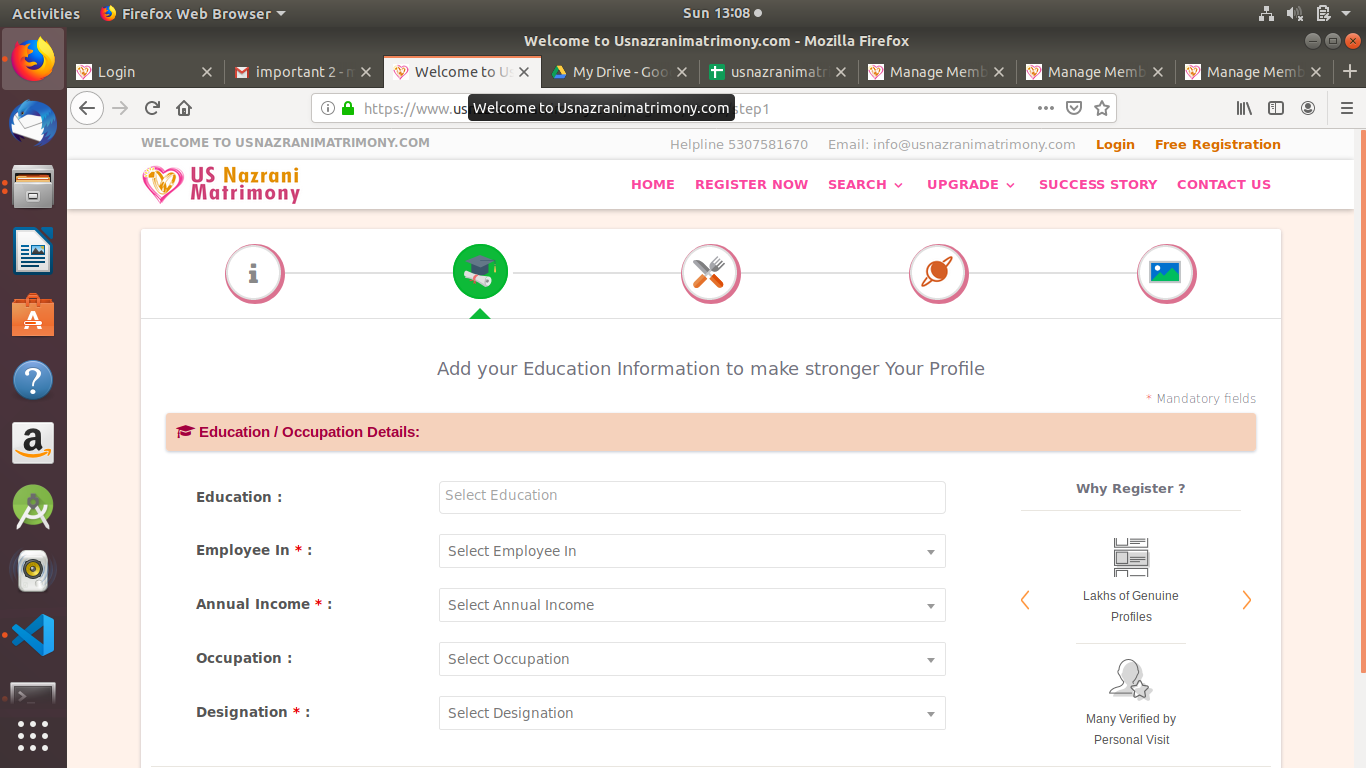 Activities Firefox Web Browser Sun 13:08
Welcome to Usnazranimatrimony.com - Mozilla Firefox
Login important 2 - Welcome to Us My Drive - Goo usnazranimatr Manage Memb Manage Memb Manage Memb
https://www.us step1
Welcome to Usnazranimatrimony.com
WELCOME TO USNAZRANIMATRIMONY.COM Helpline 5307581670 Email: info@usnazranimatrimony.com Login Free Registration
US Nazrani
Matrimony
HOME REGISTER NOW SEARCH UPGRADE SUCCESS STORY CONTACT US
Add your Education Information to make stronger Your Profile
* Mandatory fields
Education / Occupation Details:
Education : Select Education
Employee In * : Select Employee In
Annual Income * : Select Annual Income
Occupation : Select Occupation
Designation * : Select Designation
Why Register ?
Lakhs of Genuine
Profiles
Many Verified by
Personal Visit